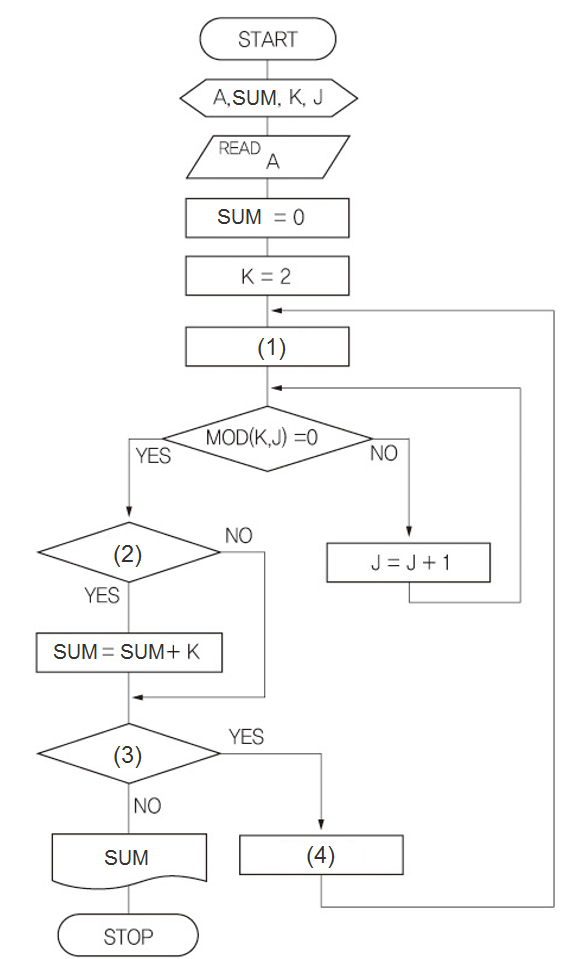 START
A,SUM, K, J
READ
A
SUM = 0
K = 2
(1)
MOD(K,J) =0
YES
NO
(2)
NO
J = J + 1
YES
SUM = SUM+ K
(3)
YES
NO
SUM
(4)
STOP